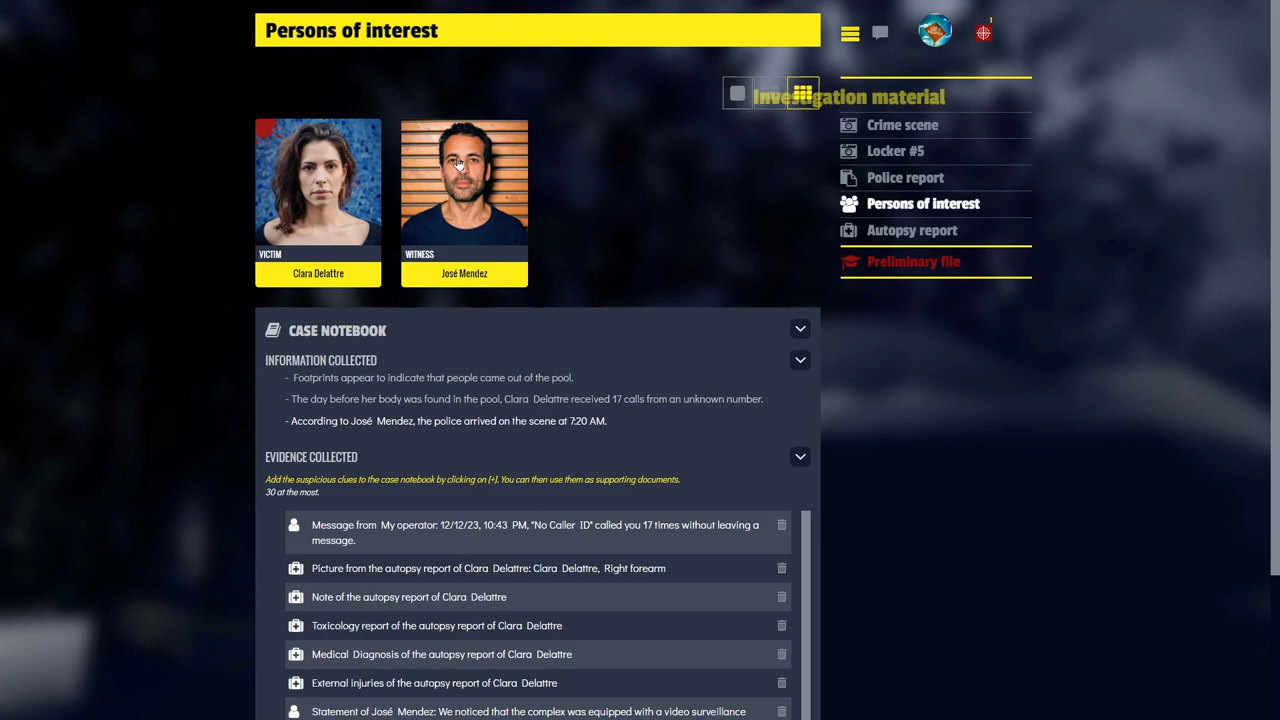 Persons of interest
Investigation material
Crime scene
Locker #5
Police report
Persons of interest
Autopsy report
Preliminary file
VICTIM
Clara Delattre
WITNESS
José Mendez
CASE NOTEBOOK
INFORMATION COLLECTED
- Footprints appear to indicate that people came out of the pool.
- The day before her body was found in the pool, Clara Delattre received 17 calls from an unknown number.
- According to José Mendez, the police arrived on the scene at 7:20 AM.
EVIDENCE COLLECTED
Add the suspicious clues to the case notebook by clicking on [+]. You can then use them as supporting documents.
30 at the most.
Message from My operator: 12/12/23, 10:43 PM, "No Caller ID" called you 17 times without leaving a
message.
Picture from the autopsy report of Clara Delattre: Clara Delattre, Right forearm
Note of the autopsy report of Clara Delattre
Toxicology report of the autopsy report of Clara Delattre
Medical Diagnosis of the autopsy report of Clara Delattre
External injuries of the autopsy report of Clara Delattre
Statement of José Mendez: We noticed that the complex was equipped with a video surveillance